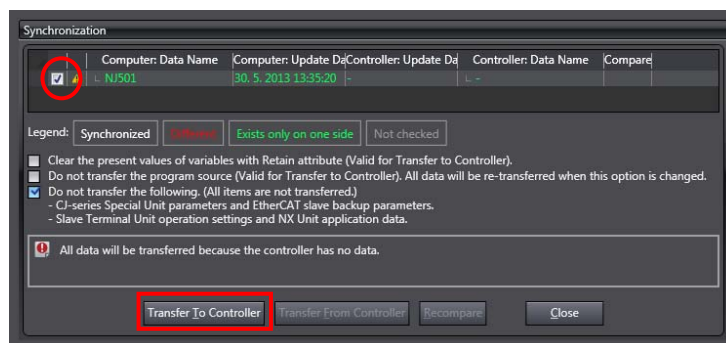 Synchronization
Computer: Data Name Computer: Update Da Controller: Update Da Controller: Data Name Compare
NJ501 30. 5. 2013 13:35:20 - -
Legend: Synchronized Different Exists only on one side Not checked
Clear the present values of variables with Retain attribute (Valid for Transfer to Controller).
Do not transfer the program source (Valid for Transfer to Controller). All data will be re-transferred when this option is changed.
Do not transfer the following. (All items are not transferred.)
- CJ-series Special Unit parameters and EtherCAT slave backup parameters.
- Slave Terminal Unit operation settings and NX Unit application data.
All data will be transferred because the controller has no data.
Transfer To Controller Transfer From Controller Recompare Close